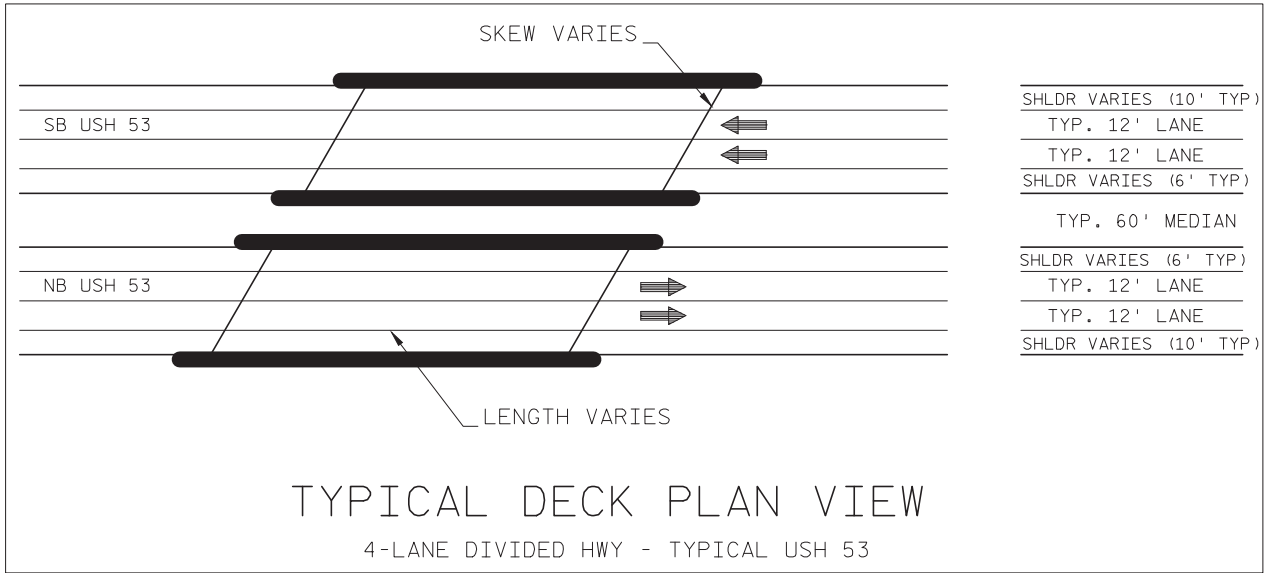 SKEW VARIES
SB USH 53
SHLDR VARIES (10' TYP)
TYP. 12' LANE
TYP. 12' LANE
SHLDR VARIES (6' TYP)
TYP. 60' MEDIAN
NB USH 53
SHLDR VARIES (6' TYP)
TYP. 12' LANE
TYP. 12' LANE
SHLDR VARIES (10' TYP)
LENGTH VARIES
TYPICAL DECK PLAN VIEW
4-LANE DIVIDED HWY - TYPICAL USH 53